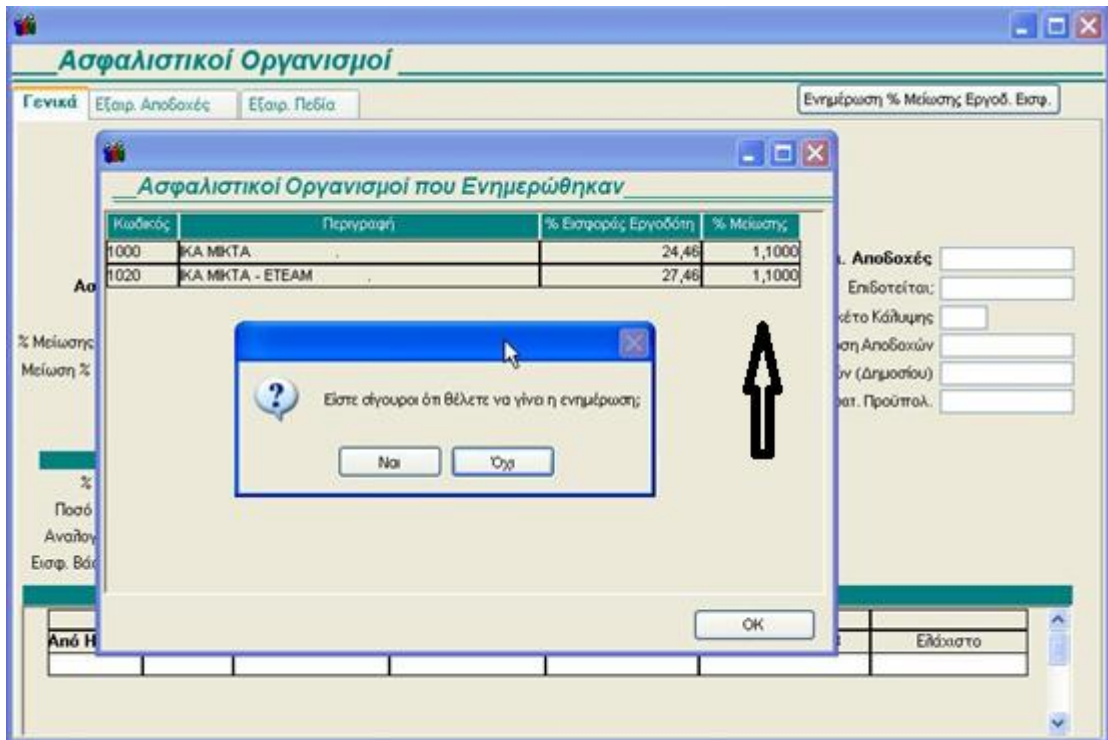 Ασφαλιστικοί Οργανισμοί
Γενικά Εξαιρ. Αποδοχές Εξαιρ. Πεδία Ενημέρωση % Μείωσης Εργοδ. Εισφ.
Ασφαλιστικοί Οργανισμοί που Ενημερώθηκαν
Κωδικός Περιγραφή % Εισφοράς Εργοδότη % Μείωσης
1000 ΙΚΑ ΜΙΚΤΑ . 24,46 1,1000
1020 ΙΚΑ ΜΙΚΤΑ - ΕΤΕΑΜ . 27,46 1,1000
. Αποδοχές
Ασ
Επιδοτείται;
κέτο Κάλυψης
% Μείωσης
ση Αποδοχών
Μείωση %
ών (Δημοσίου)
ατ. Προϋπολ.
Είστε σίγουροι ότι θέλετε να γίνει η ενημέρωση;
Ναι Όχι
%
Ποσό
Αναλογ
Εισφ. Βάσ
OK
Από Η Ελάχιστο